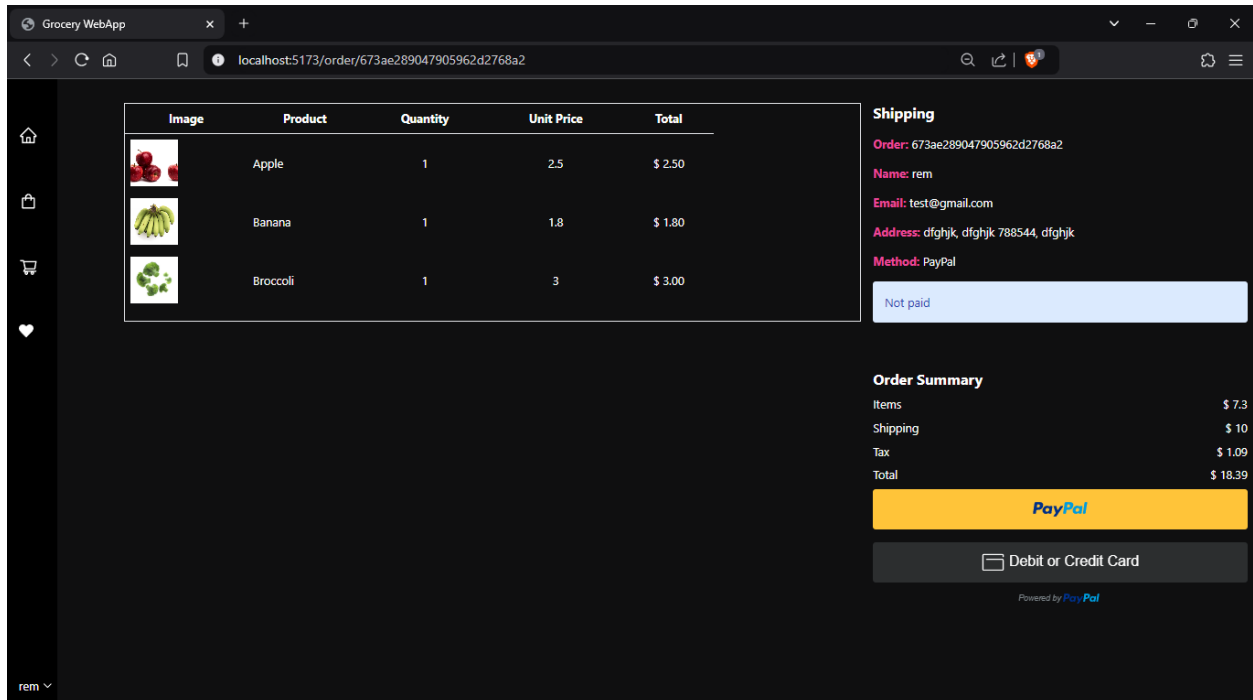 Grocery WebApp
localhost:5173/order/673ae289047905962d2768a2
1
Image Product Quantity Unit Price Total
Apple 1 2.5 $ 2.50
Banana 1 1.8 $ 1.80
Broccoli 1 3 $ 3.00
Shipping
Order: 673ae289047905962d2768a2
Name: rem
Email: test@gmail.com
Address: dfghjk, dfghjk 788544, dfghjk
Method: PayPal
Not paid
Order Summary
Items $ 7.3
Shipping $ 10
Tax $ 1.09
Total $ 18.39
PayPal
Debit or Credit Card
Powered by PayPal
rem